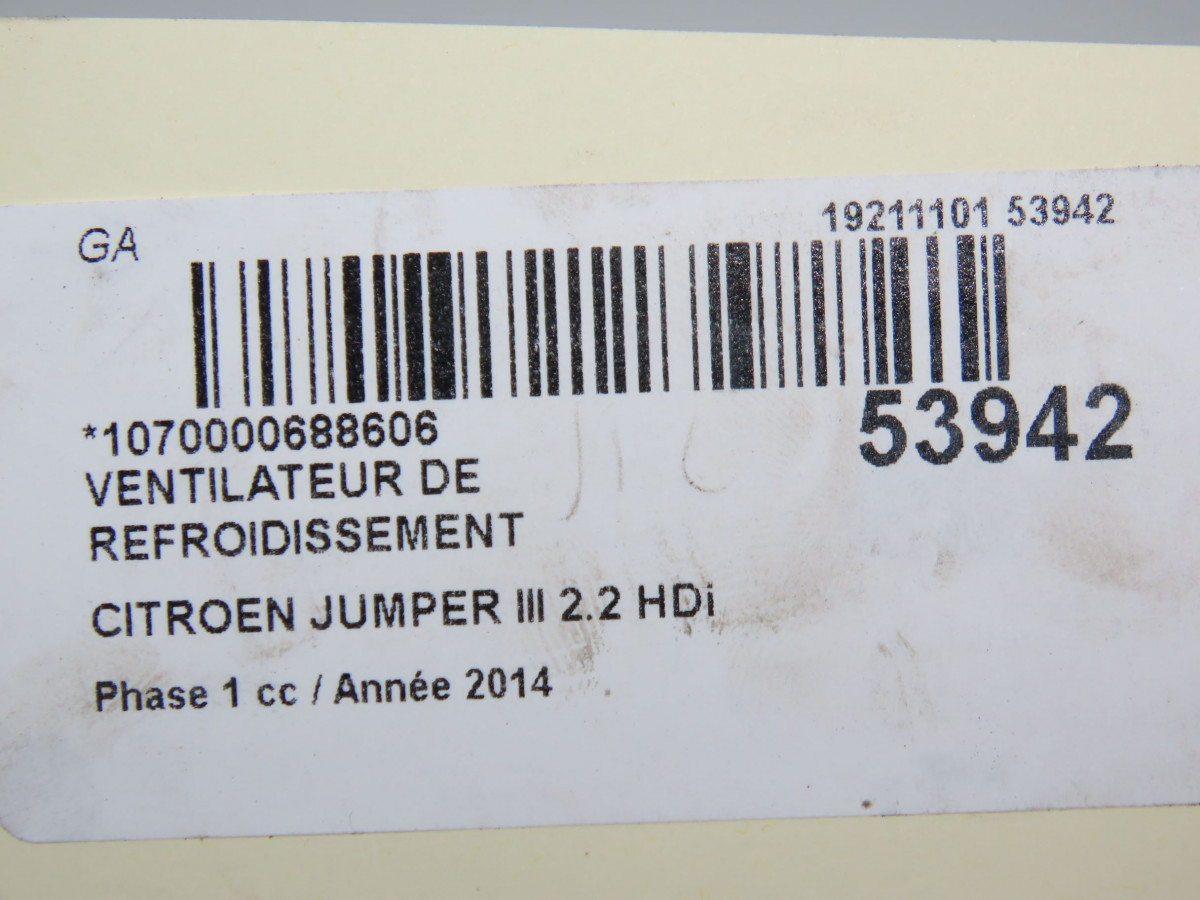 GA
19211101 53942
*1070000688606
53942
VENTILATEUR DE
REFROIDISSEMENT
CITROEN JUMPER III 2.2 HDi
Phase 1 cc / Année 2014